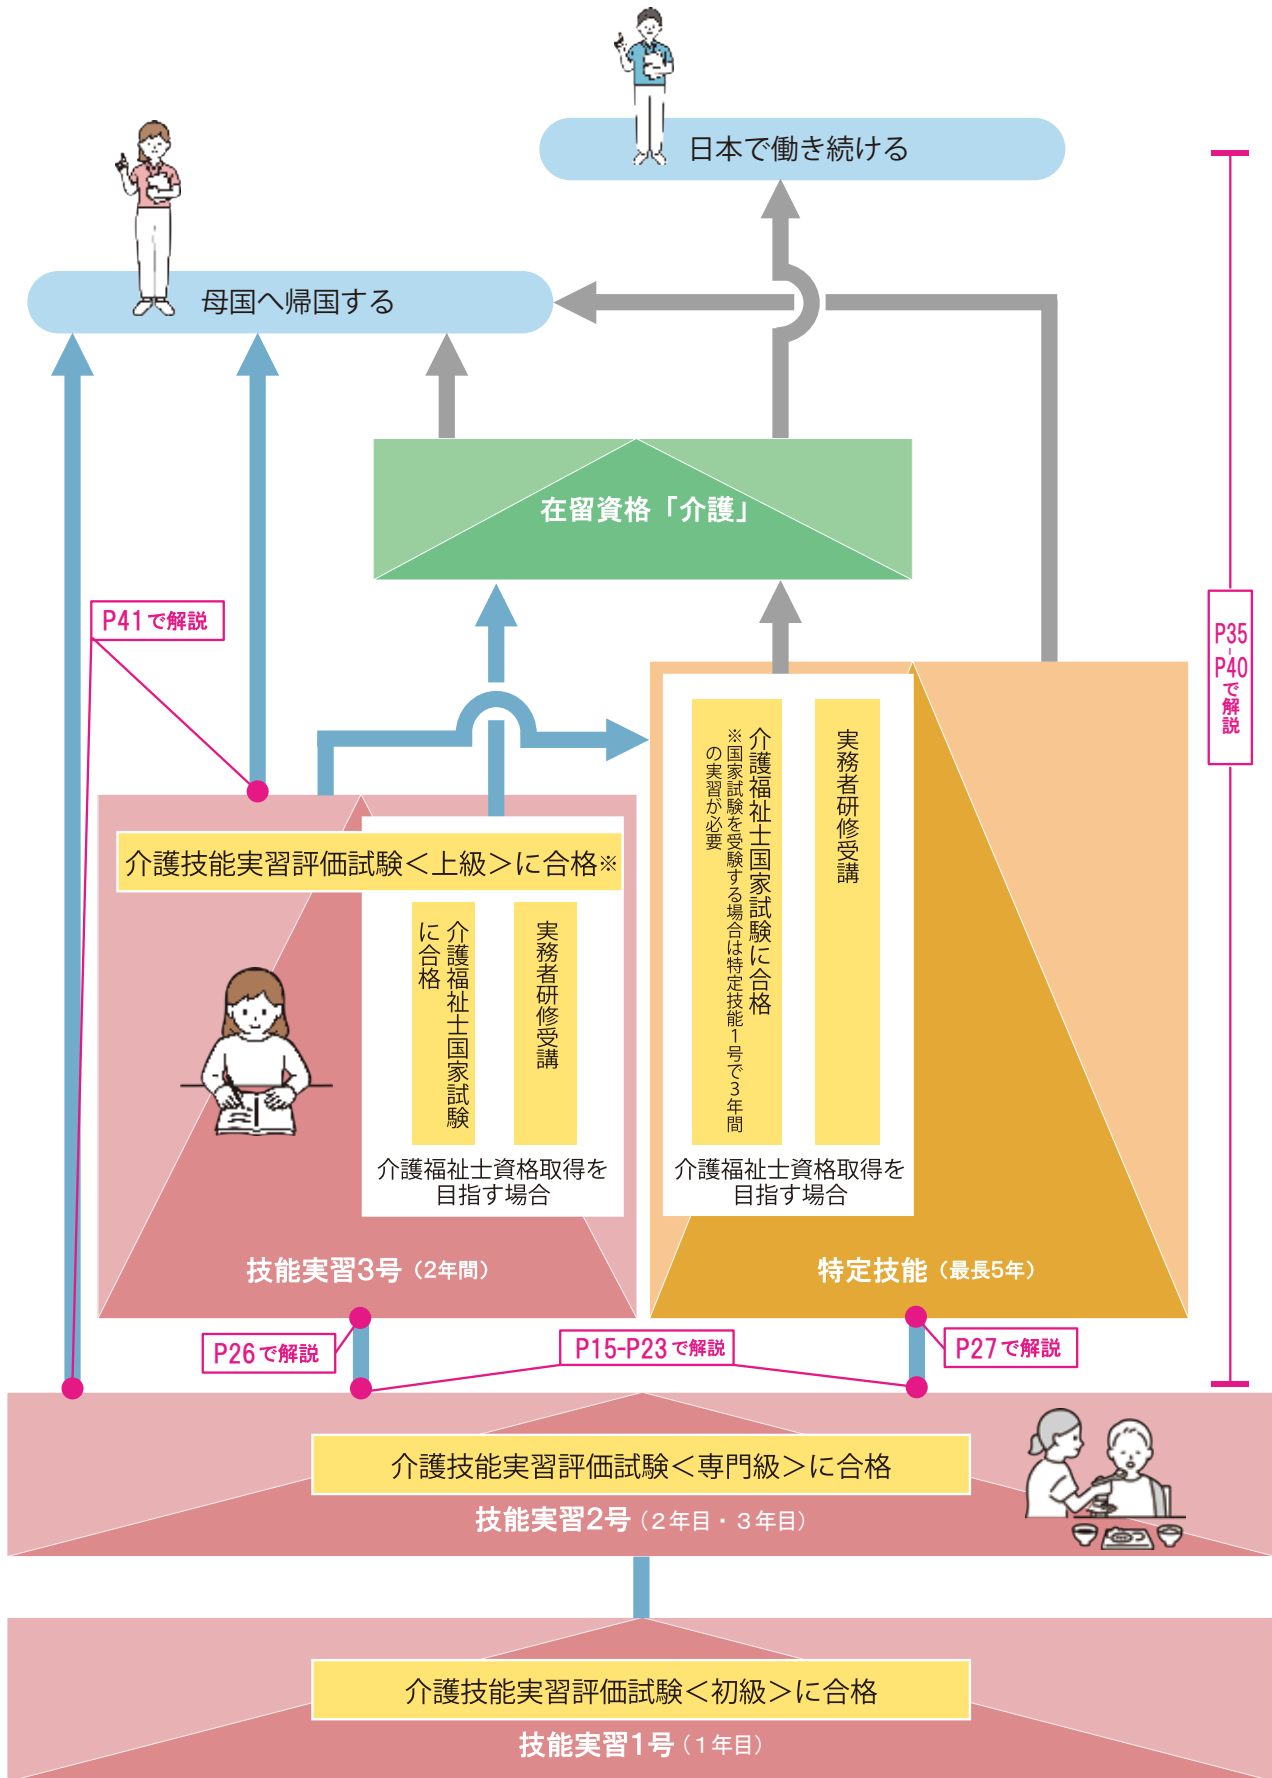 日本で働き続ける
母国へ帰国する
在留資格「介護」
P41で解説
P35
-
P40で解説
介護技能実習評価試験＜上級＞に合格※
介護福祉士国家試験
に合格
実務者研修受講
介護福祉士資格取得を
目指す場合
技能実習3号（2年間）
実務者研修受講
介護福祉士国家試験に合格
※国家試験を受験する場合は特定技能1号で3年間
の実習が必要
介護福祉士資格取得を
目指す場合
特定技能（最長5年）
P26で解説
P15-P23で解説
P27で解説
介護技能実習評価試験＜専門級＞に合格
技能実習2号（２年目・３年目）
介護技能実習評価試験＜初級＞に合格
技能実習1号（１年目）